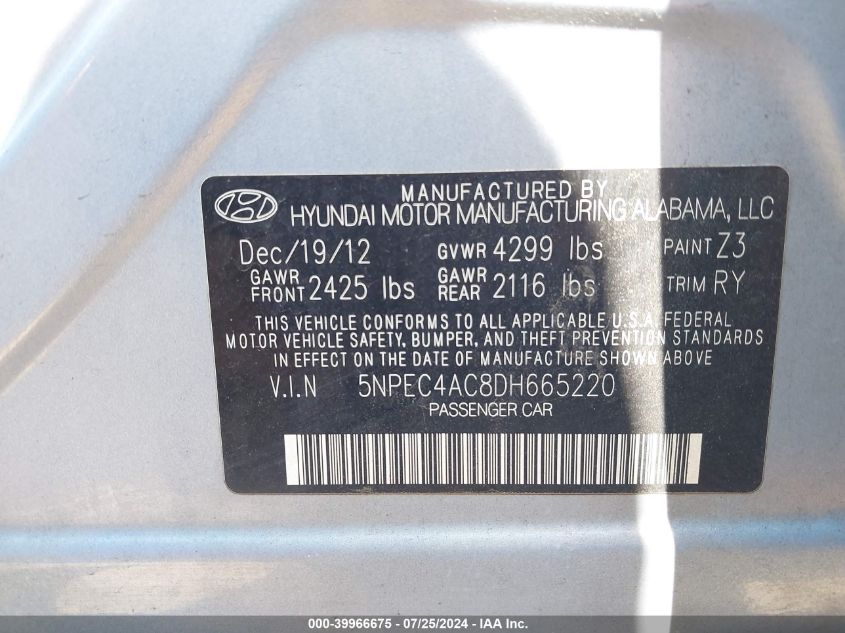 MANUFACTURED BY
HYUNDAI MOTOR MANUFACTURING ALABAMA, LLC
Dec/19/12 GVWR 4299 lbs PAINT Z3
GAWR FRONT 2425 lbs GAWR REAR 2116 lbs TRIM RY
THIS VEHICLE CONFORMS TO ALL APPLICABLE U.S.A. FEDERAL
MOTOR VEHICLE SAFETY, BUMPER, AND THEFT PREVENTION STANDARDS
IN EFFECT ON THE DATE OF MANUFACTURE SHOWN ABOVE.
V.I.N 5NPEC4AC8DH665220
PASSENGER CAR
000-39966675 - 07/25/2024 - IAA Inc.